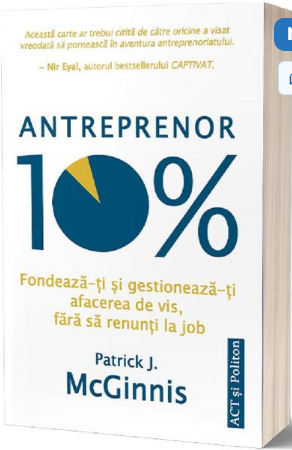 Această carte ar trebui citită de către oricine a visat
vreodată să pornească în aventura antreprenoriatului.
– Nir Eyal, autorul bestsellerului CAPTIVAT,
ANTREPRENOR
10%
Fondează-ți și gestionează-ți
afacerea de vis,
fără să renunți la job
Patrick J.
McGinnis
ACT și Politon